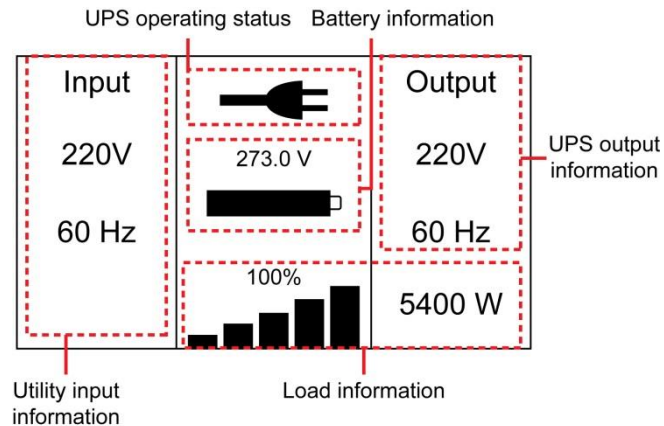 UPS operating status
Battery information
Input
220V
60 Hz
273.0 V
100%
Output
220V
60 Hz
5400 W
UPS output
information
Utility input
information
Load information